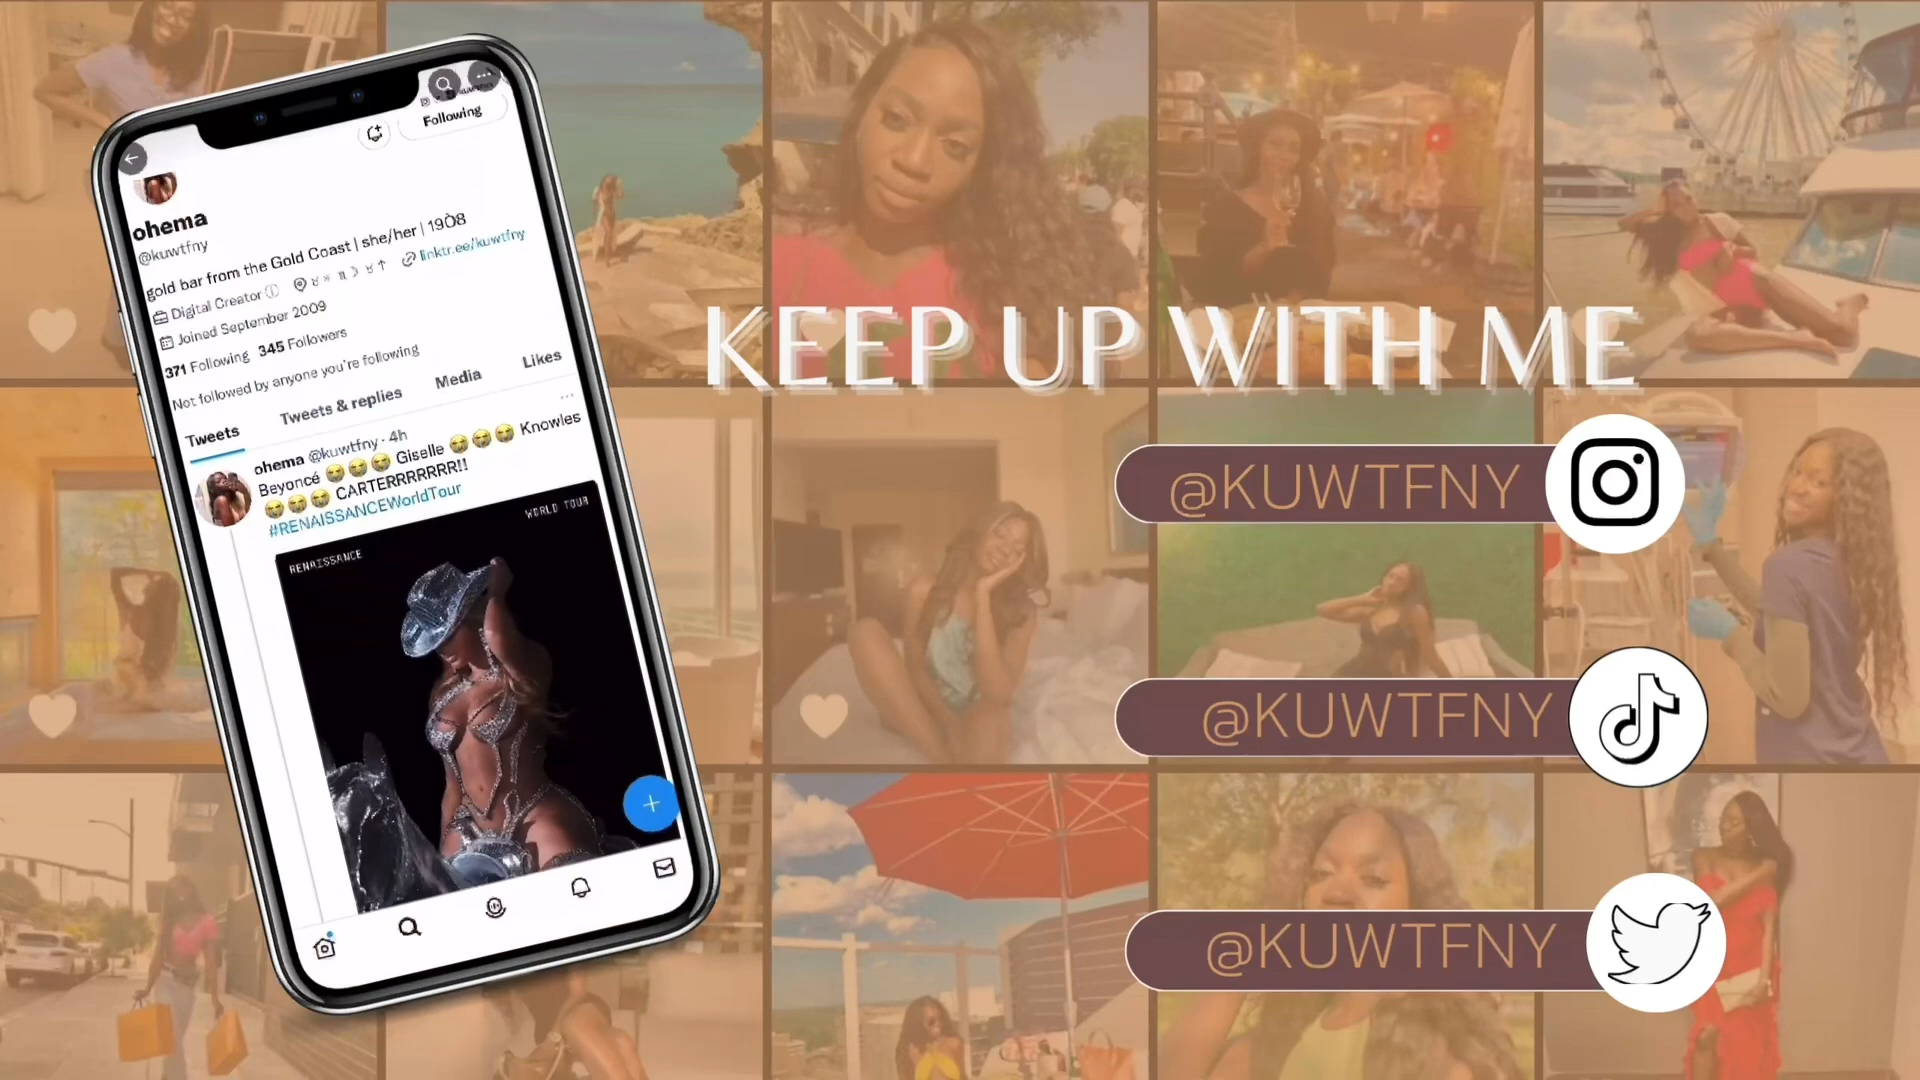 Following
ohema
@kuwtfny
gold bar from the Gold Coast | she/her | 1908
Digital Creator
linktr.ee/kuwtfny
Joined September 2009
371 Following 345 Followers
Not followed by anyone you're following
Tweets Tweets & replies Media Likes
ohema @kuwtfny · 4h
Beyoncé 😭😭😭 Giselle 😭😭😭 Knowles
😭😭😭 CARTERRRRRR!!
#RENAISSANCEWorldTour
RENAISSANCE
WORLD TOUR
KEEP UP WITH ME
@KUWTFNY
@KUWTFNY
@KUWTFNY